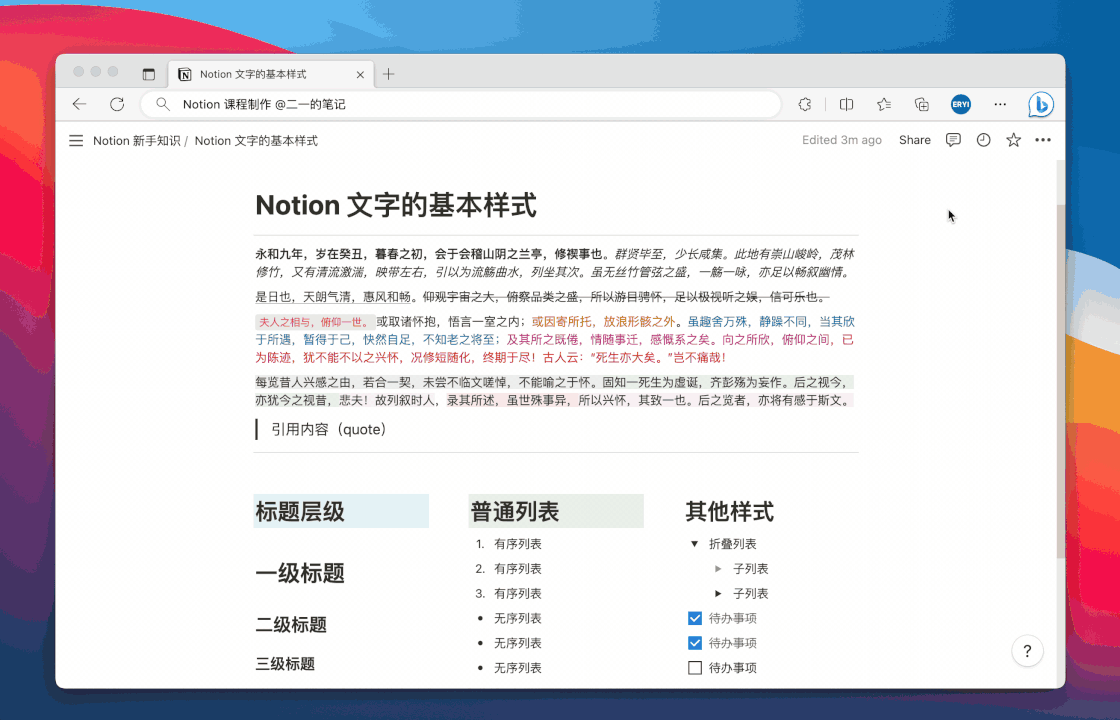 Notion 文字的基本样式
Notion 课程制作 @二一的笔记
ERYI
Notion 新手知识 / Notion 文字的基本样式
Edited 3m ago
Share
Notion 文字的基本样式
永和九年，岁在癸丑，暮春之初，会于会稽山阴之兰亭，修禊事也。群贤毕至，少长咸集。此地有崇山峻岭，茂林
修竹，又有清流激湍，映带左右，引以为流觞曲水，列坐其次。虽无丝竹管弦之盛，一觞一咏，亦足以畅叙幽情。
是日也，天朗气清，惠风和畅。仰观宇宙之大，俯察品类之盛，所以游目骋怀，足以极视听之娱，信可乐也。
夫人之相与，俯仰一世。或取诸怀抱，悟言一室之内；或因寄所托，放浪形骸之外。虽趣舍万殊，静躁不同，当其欣
于所遇，暂得于己，快然自足，不知老之将至；及其所之既倦，情随事迁，感慨系之矣。向之所欣，俯仰之间，已
为陈迹，犹不能不以之兴怀，况修短随化，终期于尽！古人云：“死生亦大矣。”岂不痛哉！
每览昔人兴感之由，若合一契，未尝不临文嗟悼，不能喻之于怀。固知一死生为虚诞，齐彭殇为妄作。后之视今，
亦犹今之视昔，悲夫！故列叙时人，录其所述，虽世殊事异，所以兴怀，其致一也。后之览者，亦将有感于斯文。
引用内容（quote）
标题层级
一级标题
二级标题
三级标题
普通列表
1. 有序列表
2. 有序列表
3. 有序列表
• 无序列表
• 无序列表
• 无序列表
其他样式
折叠列表
子列表
子列表
待办事项
待办事项
待办事项
?